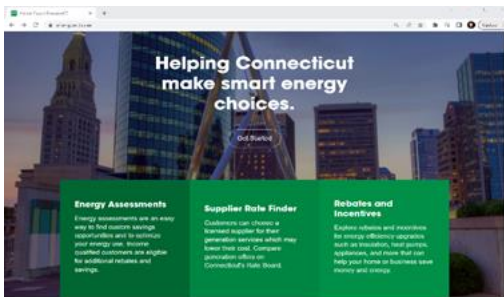 Helping Connecticut
make smart energy
choices.
Get Started
Energy Assessments
Energy assessments are an easy
way to find custom savings
opportunities and to optimize
your energy use. Income
qualified customers are eligible
for additional rebates and
savings.
Supplier Rate Finder
Customers can choose a
licensed supplier for their
generation services which may
lower their cost. Compare
generation offers on
Connecticut's Rate Board.
Rebates and
Incentives
Explore rebates and incentives
for energy efficiency upgrades
such as insulation, heat pumps,
appliances, and more that can
help your home or business save
money and energy.